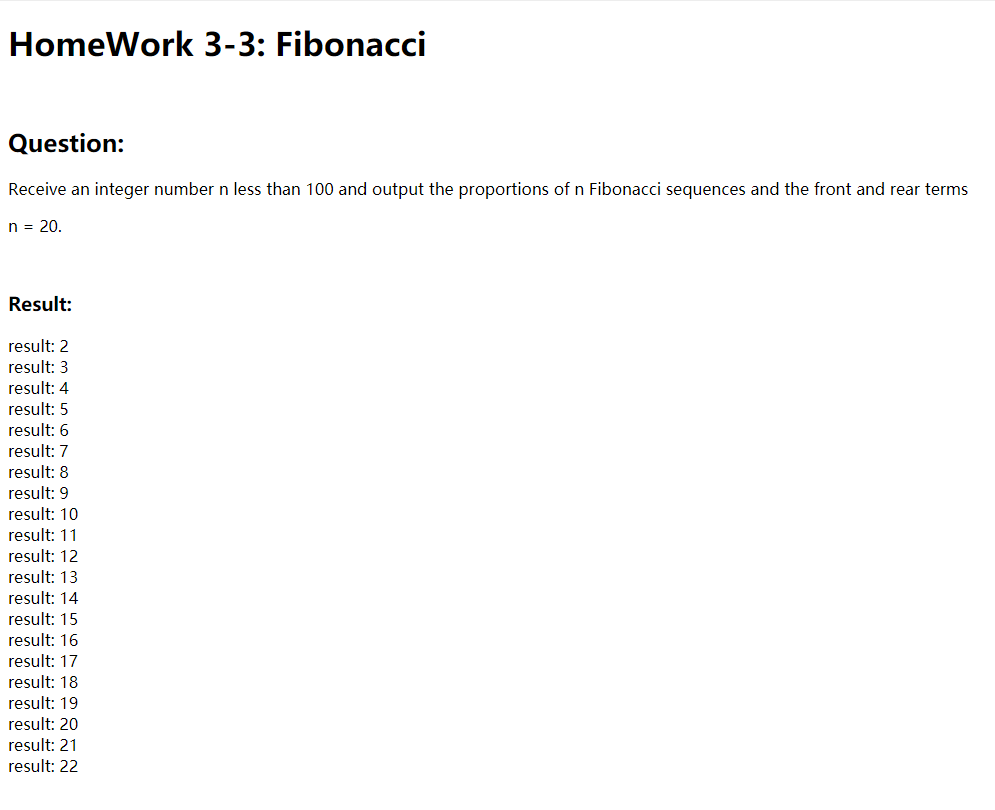 HomeWork 3-3: Fibonacci
Question:
Receive an integer number n less than 100 and output the proportions of n Fibonacci sequences and the front and rear terms
n = 20.
Result:
result: 2
result: 3
result: 4
result: 5
result: 6
result: 7
result: 8
result: 9
result: 10
result: 11
result: 12
result: 13
result: 14
result: 15
result: 16
result: 17
result: 18
result: 19
result: 20
result: 21
result: 22